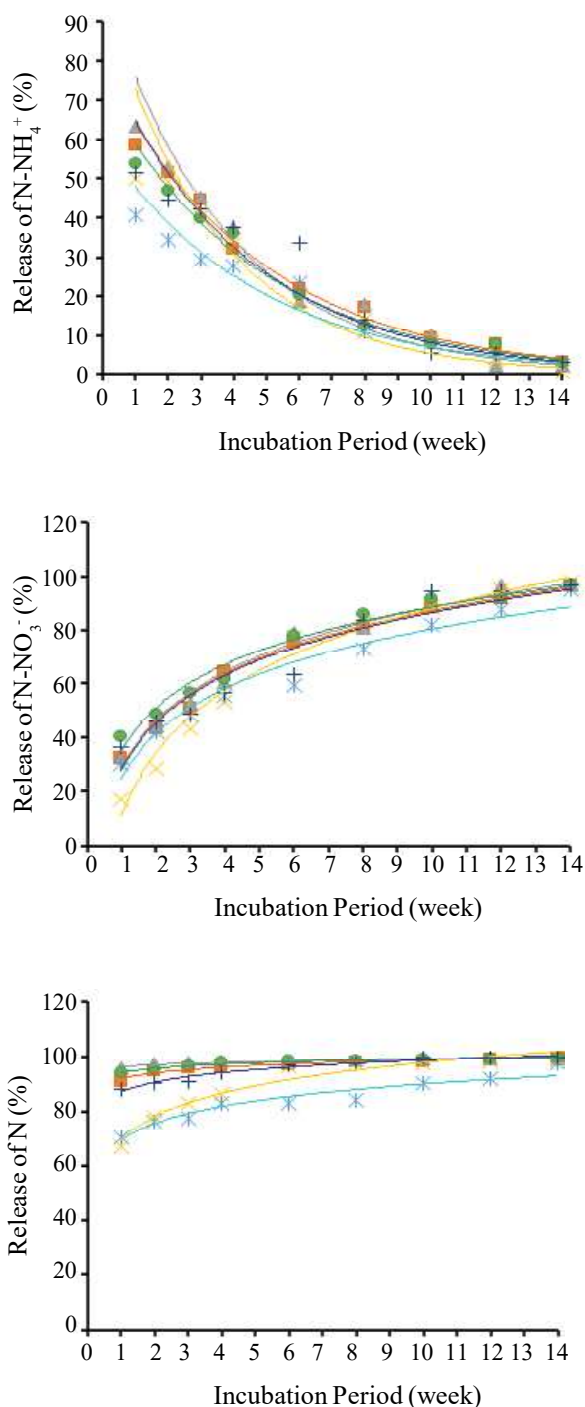 90
80
70
60
50
40
30
20
10
0
Release of N-NH₄⁺ (%)
0 1 2 3 4 5 6 7 8 9 10 11 12 13 14
Incubation Period (week)
120
100
80
60
40
20
0
Release of N-NO₃⁻ (%)
0 1 2 3 4 5 6 7 8 9 10 11 12 13 14
Incubation Period (week)
120
100
80
60
40
20
0
Release of N (%)
0 1 2 3 4 5 6 7 8 9 10 11 12 13 14
Incubation Period (week)